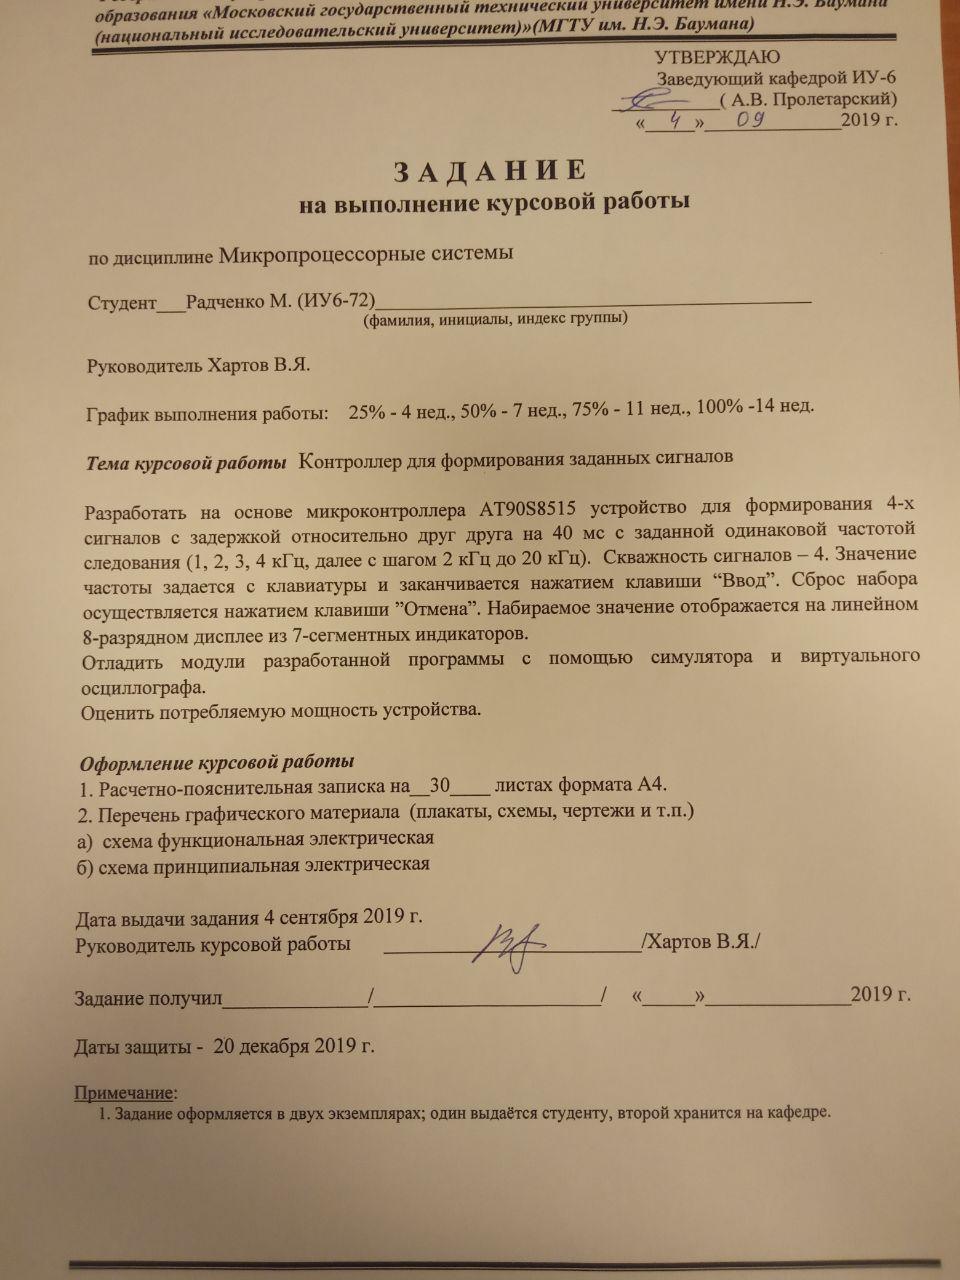 образования «Московский государственный технический университет имени Н.Э. Баумана
(национальный исследовательский университет)»(МГТУ им. Н.Э. Баумана)
УТВЕРЖДАЮ
Заведующий кафедрой ИУ-6
____________( А.В. Пролетарский)
«__4__»___09__________2019 г.
З А Д А Н И Е
на выполнение курсовой работы
по дисциплине Микропроцессорные системы
Студент___Радченко М. (ИУ6-72)____________________________________________
(фамилия, инициалы, индекс группы)
Руководитель Хартов В.Я.
График выполнения работы: 25% - 4 нед., 50% - 7 нед., 75% - 11 нед., 100% -14 нед.
Тема курсовой работы Контроллер для формирования заданных сигналов
Разработать на основе микроконтроллера AT90S8515 устройство для формирования 4-х
сигналов с задержкой относительно друг друга на 40 мс с заданной одинаковой частотой
следования (1, 2, 3, 4 кГц, далее с шагом 2 кГц до 20 кГц). Скважность сигналов – 4. Значение
частоты задается с клавиатуры и заканчивается нажатием клавиши “Ввод”. Сброс набора
осуществляется нажатием клавиши ”Отмена”. Набираемое значение отображается на линейном
8-разрядном дисплее из 7-сегментных индикаторов.
Отладить модули разработанной программы с помощью симулятора и виртуального
осциллографа.
Оценить потребляемую мощность устройства.
Оформление курсовой работы
1. Расчетно-пояснительная записка на__30____ листах формата А4.
2. Перечень графического материала (плакаты, схемы, чертежи и т.п.)
а) схема функциональная электрическая
б) схема принципиальная электрическая
Дата выдачи задания 4 сентября 2019 г.
Руководитель курсовой работы _________________________/Хартов В.Я./
Задание получил______________/______________________/ «_____»______________2019 г.
Даты защиты - 20 декабря 2019 г.
Примечание:
1. Задание оформляется в двух экземплярах; один выдаётся студенту, второй хранится на кафедре.